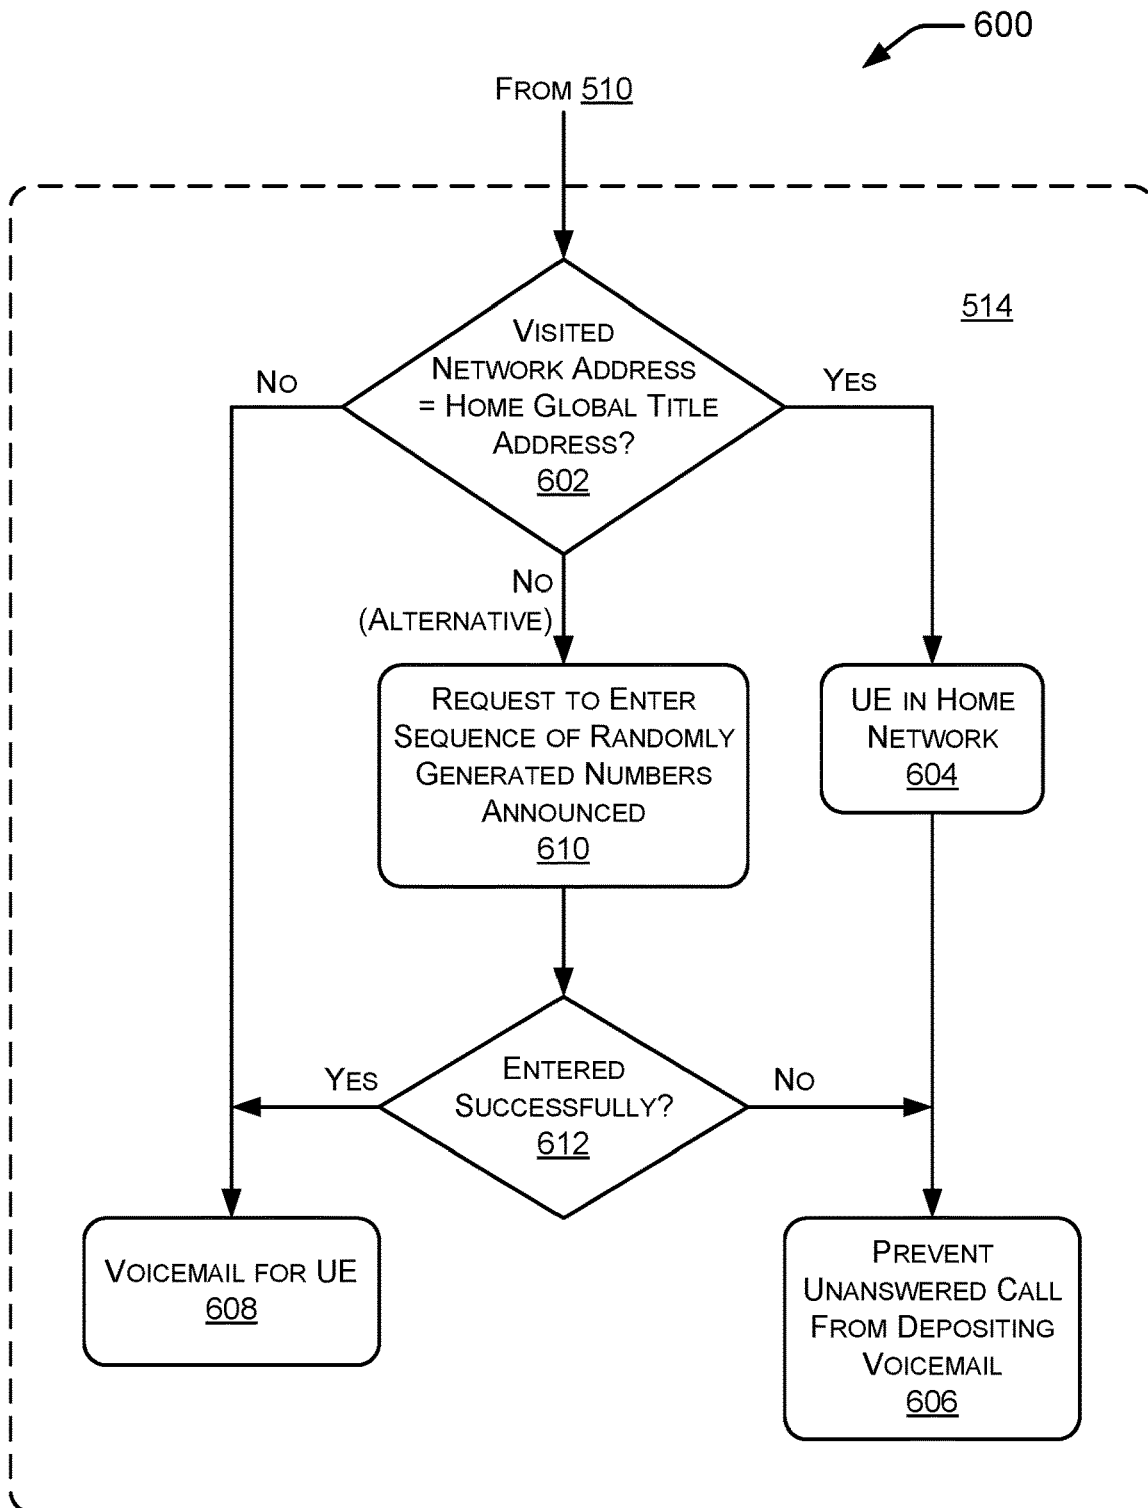 600
FROM 510
514
VISITED
NETWORK ADDRESS
= HOME GLOBAL TITLE
ADDRESS?
602
NO
YES
NO
(ALTERNATIVE)
REQUEST TO ENTER
SEQUENCE OF RANDOMLY
GENERATED NUMBERS
ANNOUNCED
610
UE IN HOME
NETWORK
604
ENTERED
SUCCESSFULLY?
612
YES
NO
VOICEMAIL FOR UE
608
PREVENT
UNANSWERED CALL
FROM DEPOSITING
VOICEMAIL
606